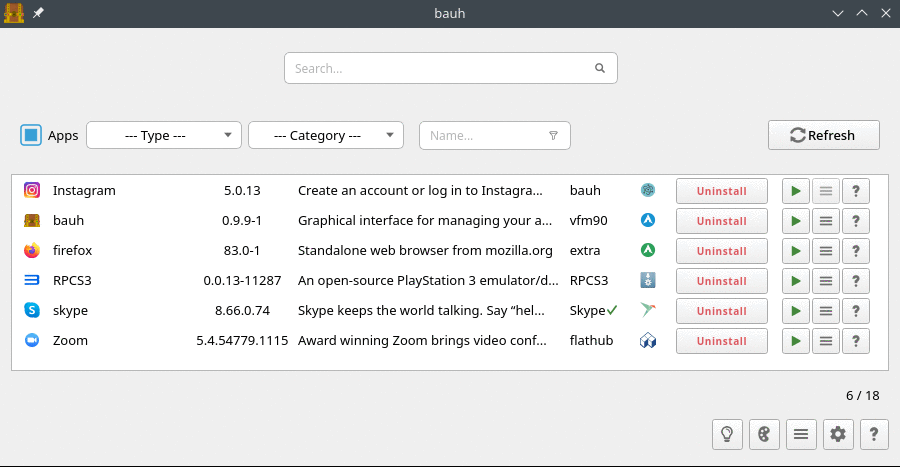 bauh
Search...
Apps --- Type --- --- Category --- Name... Refresh
Instagram 5.0.13 Create an account or log in to Instagra... bauh Uninstall ?
bauh 0.9.9-1 Graphical interface for managing your a... vfm90 Uninstall ?
firefox 83.0-1 Standalone web browser from mozilla.org extra Uninstall ?
RPCS3 0.0.13-11287 An open-source PlayStation 3 emulator/d... RPCS3 Uninstall ?
skype 8.66.0.74 Skype keeps the world talking. Say “hel... Skype Uninstall ?
Zoom 5.4.54779.1115 Award winning Zoom brings video conf... flathub Uninstall ?
6 / 18
?